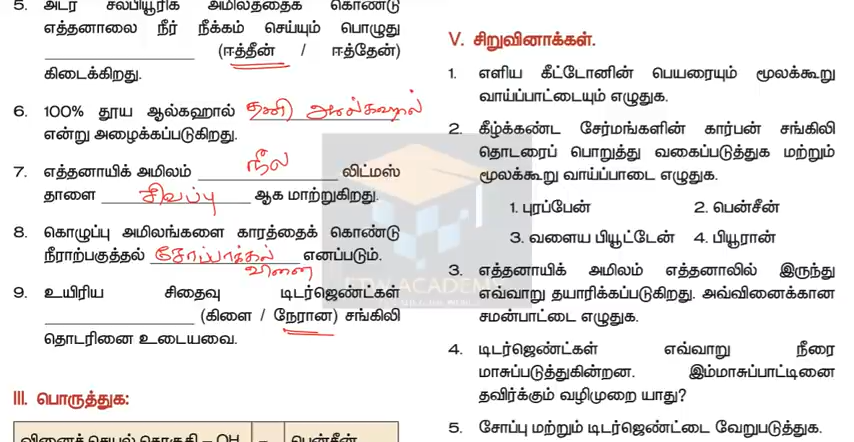 5. அடர் சல்பியூரிக் அமிலத்தைக் கொண்டு
எத்தனாலை நீர் நீக்கம் செய்யும் பொழுது
____________ (ஈத்தீன் / ஈத்தேன்)
கிடைக்கிறது.
6. 100% தூய ஆல்கஹால் தனி ஆல்கஹால்
என்று அழைக்கப்படுகிறது.
7. எத்தனாயிக் அமிலம் நீல லிட்மஸ்
தாளை சிவப்பு ஆக மாற்றுகிறது.
8. கொழுப்பு அமிலங்களை காரத்தைக் கொண்டு
நீராற்பகுத்தல் சோப்பாக்கல் எனப்படும்.
வினை
9. உயிரிய சிதைவு டிடர்ஜெண்ட்கள்
____________ (கிளை / நேரான) சங்கிலி
தொடரினை உடையவை.
III. பொருத்துக:
வினைச் செயல் தொகுதி – OH – பென்சீன்
V. சிறுவினாக்கள்.
1. எளிய கீட்டோனின் பெயரையும் மூலக்கூறு
வாய்ப்பாட்டையும் எழுதுக.
2. கீழ்க்கண்ட சேர்மங்களின் கார்பன் சங்கிலி
தொடரைப் பொறுத்து வகைப்படுத்துக மற்றும்
மூலக்கூறு வாய்ப்பாடை எழுதுக.
1. புரப்பேன் 2. பென்சீன்
3. வளைய பியூட்டேன் 4. பியூரான்
3. எத்தனாயிக் அமிலம் எத்தனாலில் இருந்து
எவ்வாறு தயாரிக்கப்படுகிறது. அவ்வினைக்கான
சமன்பாட்டை எழுதுக.
4. டிடர்ஜெண்ட்கள் எவ்வாறு நீரை
மாசுப்படுத்துகின்றன. இம்மாசுப்பாட்டினை
தவிர்க்கும் வழிமுறை யாது?
5. சோப்பு மற்றும் டிடர்ஜெண்ட்டை வேறுபடுத்துக.
ACADEMY